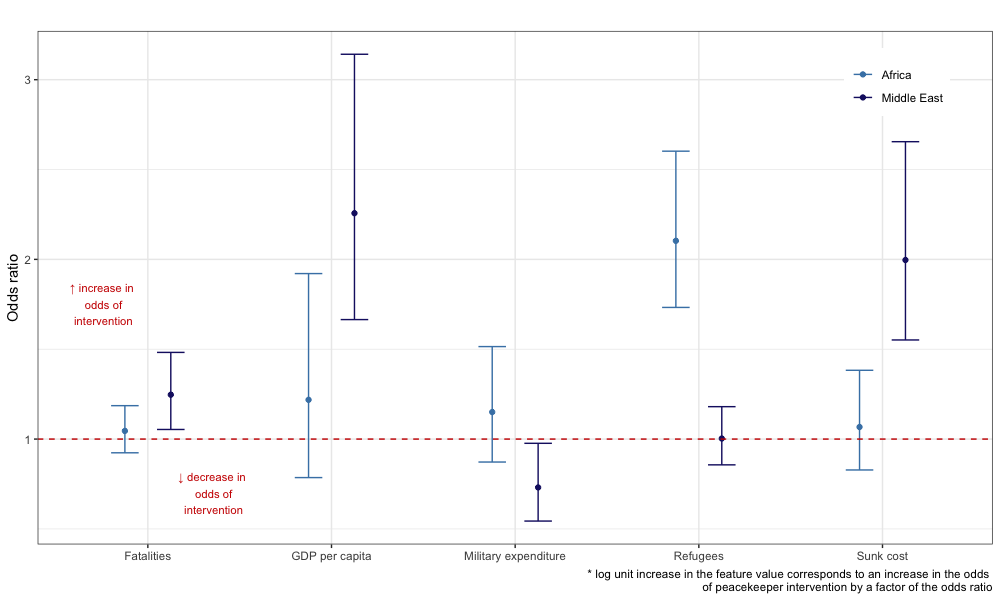 Odds ratio
3
2
1
Africa
Middle East
↑ increase in
odds of
intervention
↓ decrease in
odds of
intervention
Fatalities
GDP per capita
Military expenditure
Refugees
Sunk cost
* log unit increase in the feature value corresponds to an increase in the odds
of peacekeeper intervention by a factor of the odds ratio